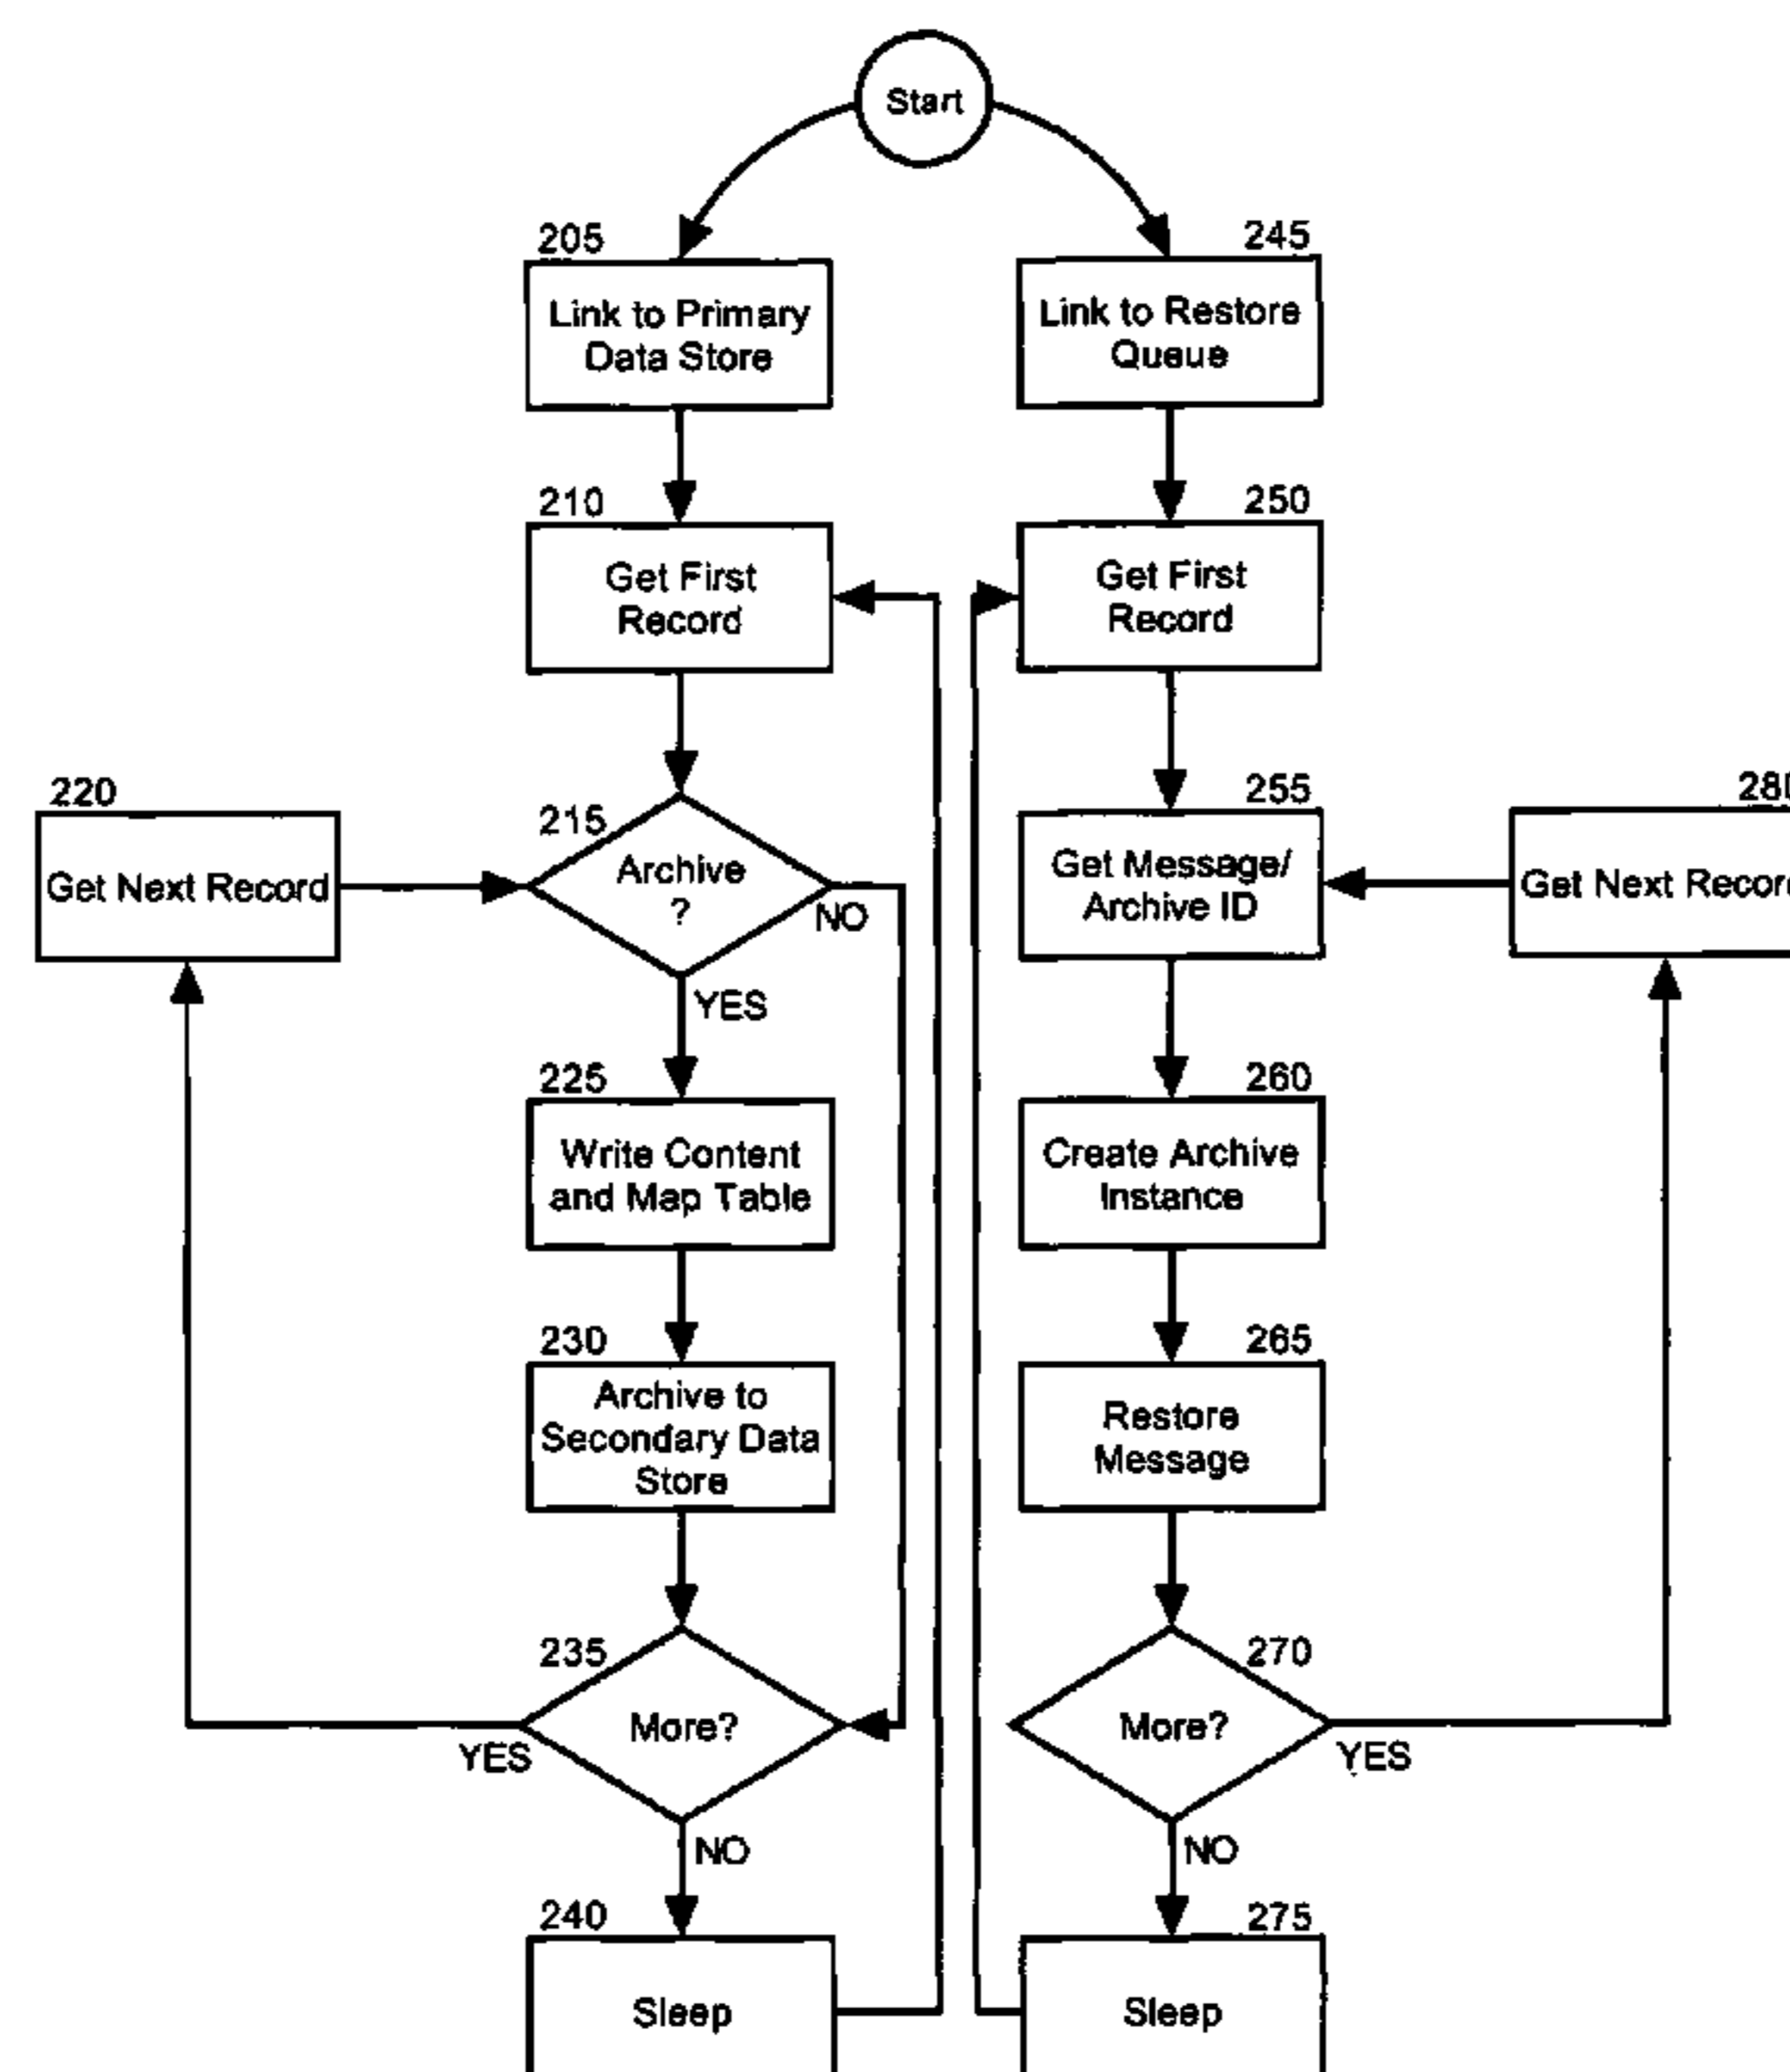 Start
205
Link to Primary
Data Store
210
Get First
Record
215
Archive
?
NO
YES
220
Get Next Record
225
Write Content
and Map Table
230
Archive to
Secondary Data
Store
235
More?
YES
NO
240
Sleep
245
Link to Restore
Queue
250
Get First
Record
255
Get Message/
Archive ID
260
Create Archive
Instance
265
Restore
Message
270
More?
YES
NO
275
Sleep
Get Next